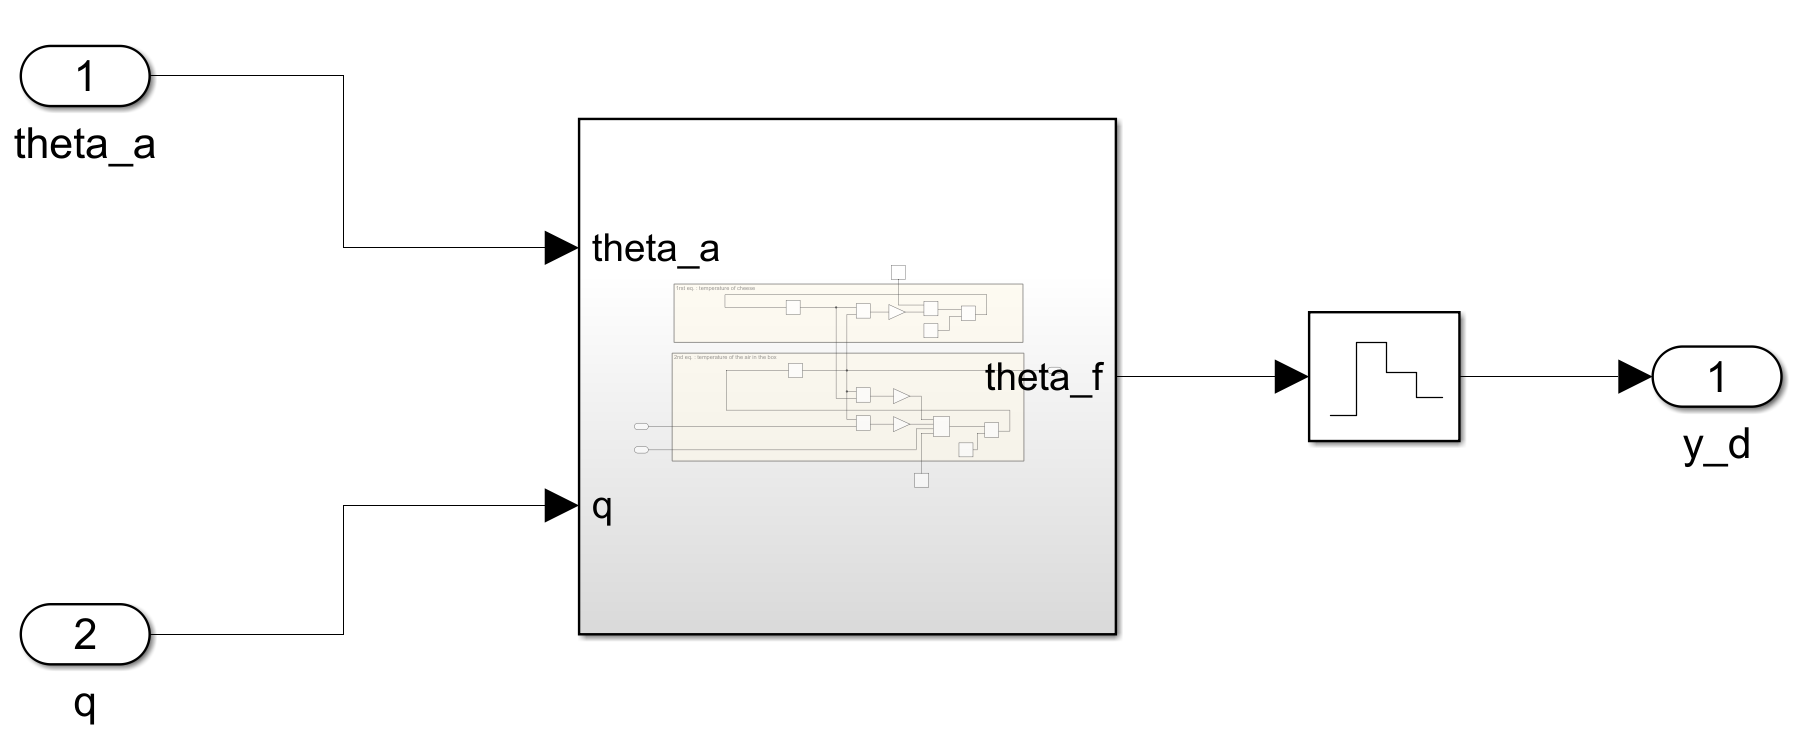 1
theta_a
theta_a
1rst eq. : temperature of cheese
2nd eq. : temperature of the air in the box
theta_f
1
y_d
q
2
q